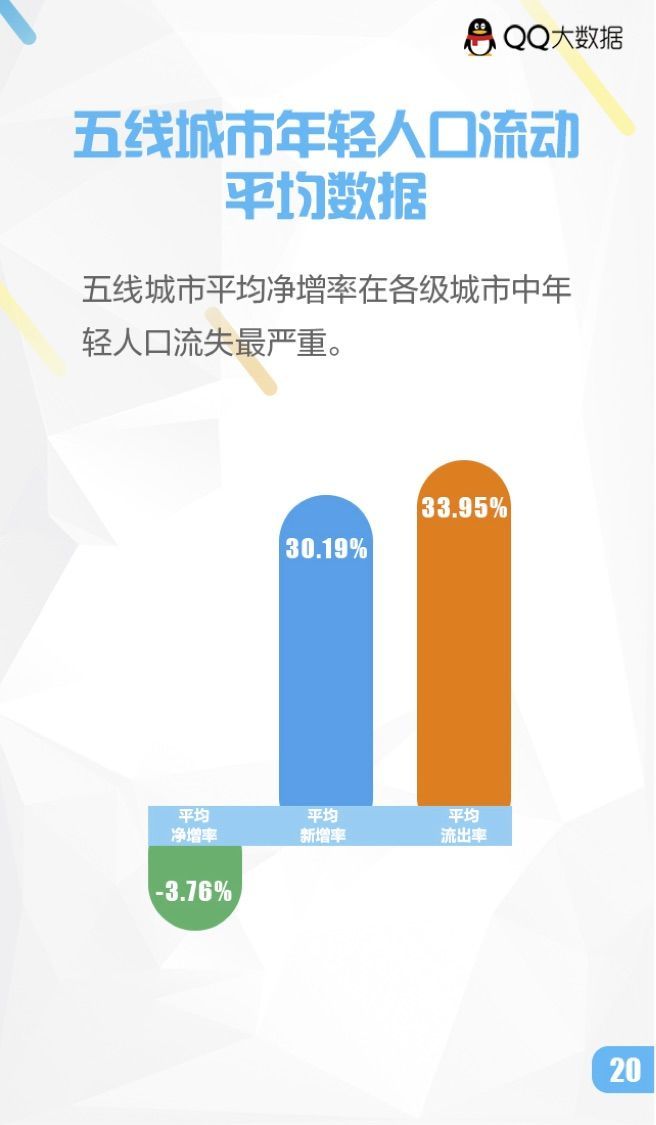 QQ大数据
五线城市年轻人口流动
平均数据
五线城市平均净增率在各级城市中年
轻人口流失最严重。
30.19%
33.95%
平均
净增率
平均
新增率
平均
流出率
-3.76%
20